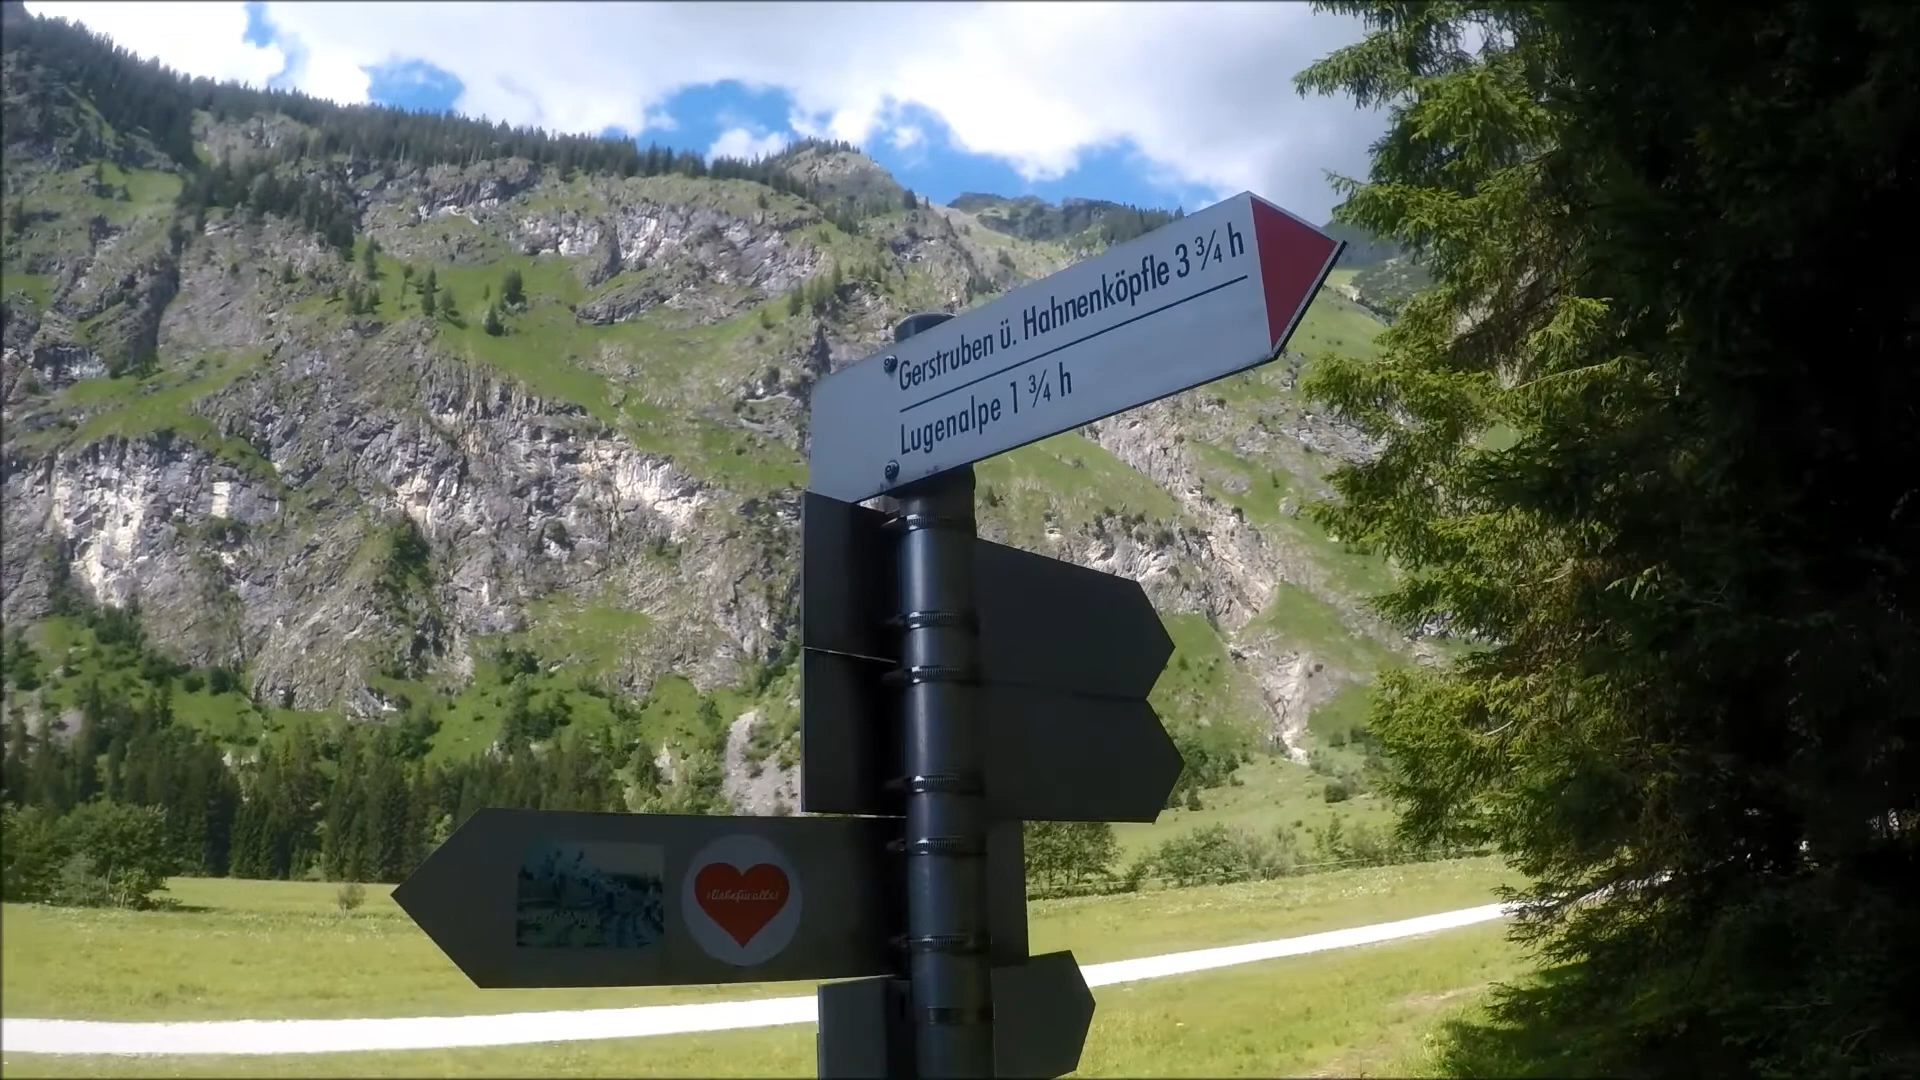 Gerstruben ü. Hahnenköpfle 3 ¾ h
Lugenalpe 1 ¾ h